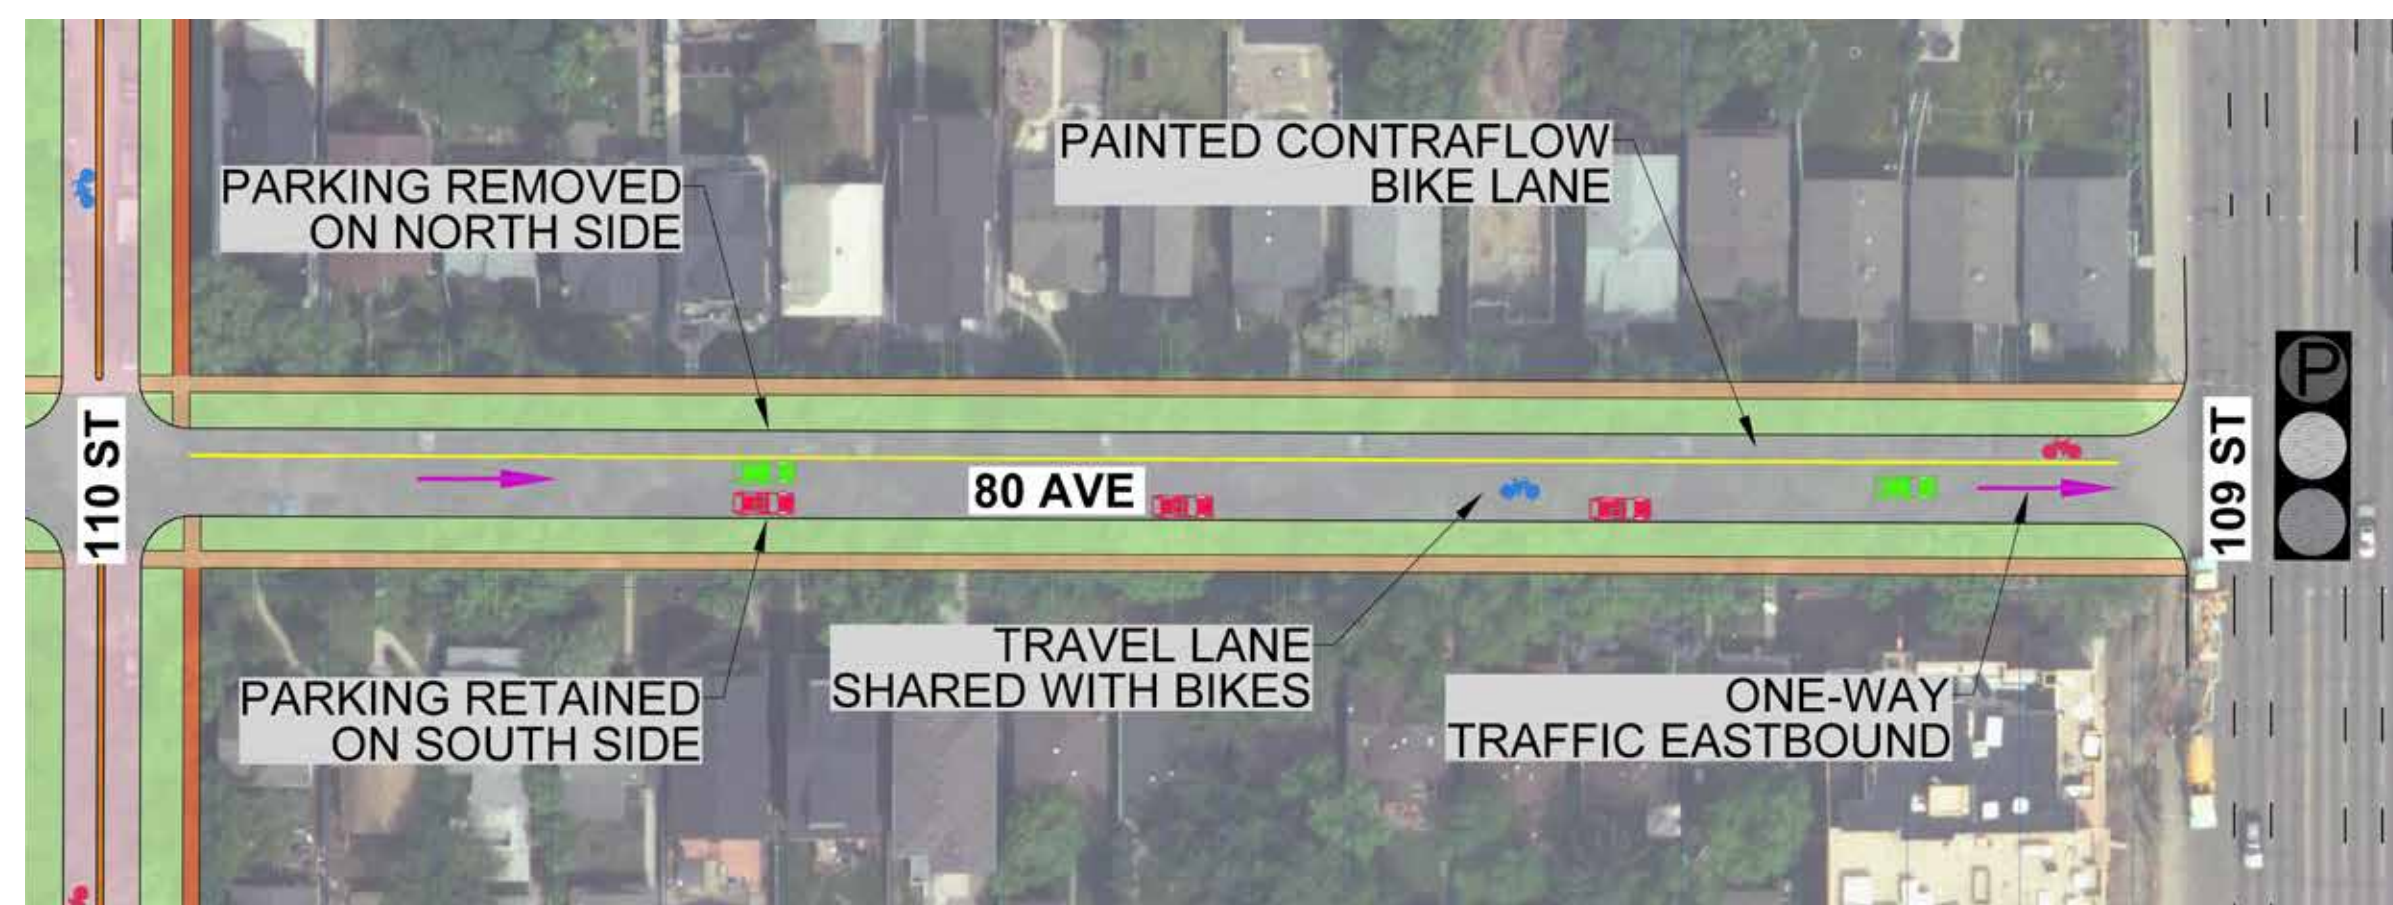 PAINTED CONTRAFLOW
BIKE LANE
PARKING REMOVED
ON NORTH SIDE
P
110 ST
80 AVE
109 ST
TRAVEL LANE
SHARED WITH BIKES
PARKING RETAINED
ON SOUTH SIDE
ONE-WAY
TRAFFIC EASTBOUND